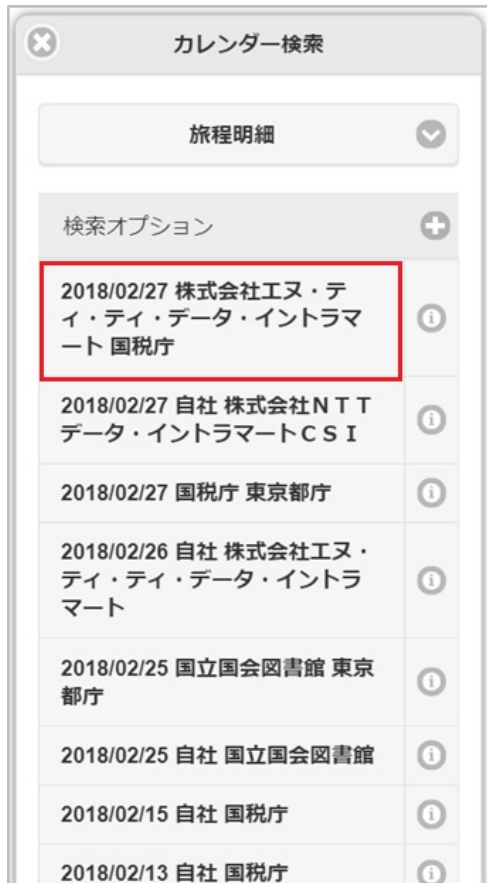 カレンダー検索
旅程明細
検索オプション
2018/02/27 株式会社エヌ・テ
ィ・ティ・データ・イントラマ
ート 国税庁
2018/02/27 自社 株式会社ＮＴＴ
データ・イントラマートＣＳＩ
2018/02/27 国税庁 東京都庁
2018/02/26 自社 株式会社エヌ・
ティ・ティ・データ・イントラ
マート
2018/02/25 国立国会図書館 東京
都庁
2018/02/25 自社 国立国会図書館
2018/02/15 自社 国税庁
2018/02/13 自社 国税庁